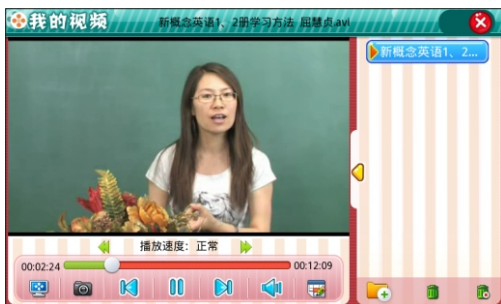 我的视频
新概念英语1、2册学习方法 屈慧贞.avi
新概念英语1、2...
播放速度：正常
00:02:24
00:12:09